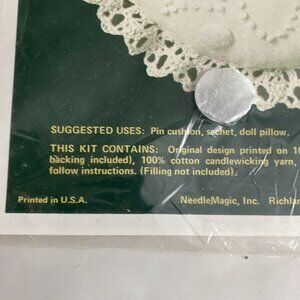 SUGGESTED USES: Pin cushion, sachet, doll pillow.
THIS KIT CONTAINS: Original design printed on 10
backing included), 100% cotton candlewicking yarn,
follow instructions. (Filling not included).
Printed in U.S.A.
NeedleMagic, Inc. Richlan